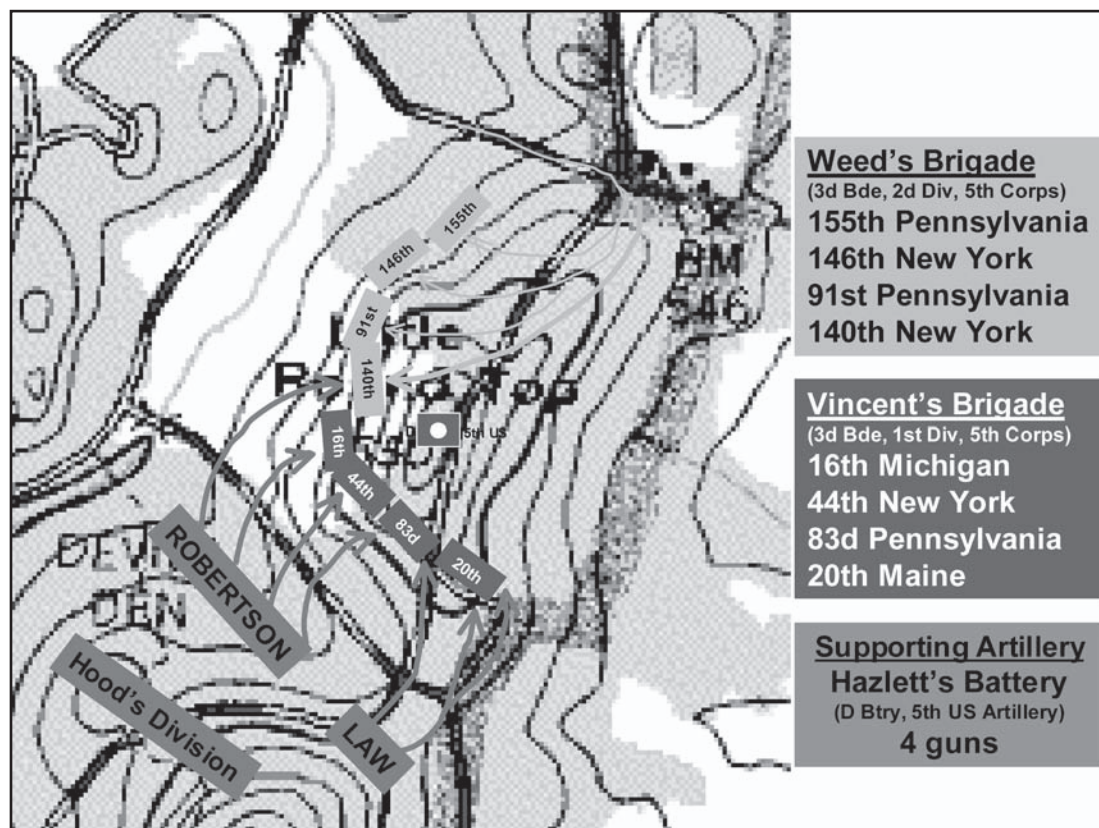 155th
146th
91st
140th
16th
44th
83d
20th
5th US
BM
546
DEN
ROBERTSON
Hood's Division
LAW
Weed's Brigade
(3d Bde, 2d Div, 5th Corps)
155th Pennsylvania
146th New York
91st Pennsylvania
140th New York
Vincent's Brigade
(3d Bde, 1st Div, 5th Corps)
16th Michigan
44th New York
83d Pennsylvania
20th Maine
Supporting Artillery
Hazlett's Battery
(D Btry, 5th US Artillery)
4 guns